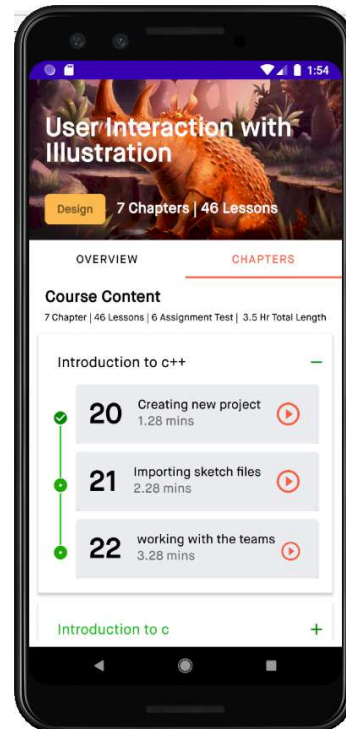 1:54
User Interaction with
Illustration
Design 7 Chapters | 46 Lessons
OVERVIEW CHAPTERS
Course Content
7 Chapter | 46 Lessons | 6 Assignment Test | 3.5 Hr Total Length
Introduction to c++
20 Creating new project
1.28 mins
21 Importing sketch files
2.28 mins
22 working with the teams
3.28 mins
Introduction to c